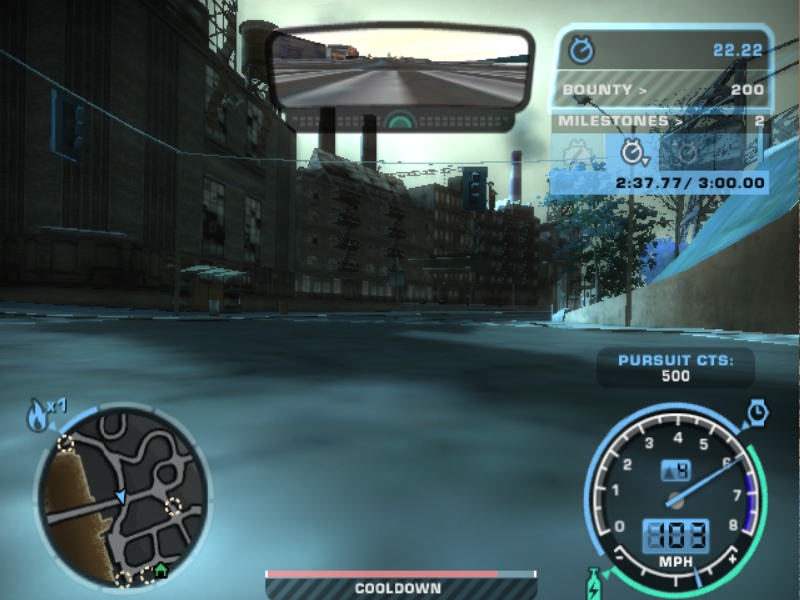 22.22
BOUNTY > 200
MILESTONES > 2
2:37.77/ 3:00.00
PURSUIT CTS:
500
x1
0 1 2 3 4 5 6 7 8
4
103
MPH
- +
COOLDOWN